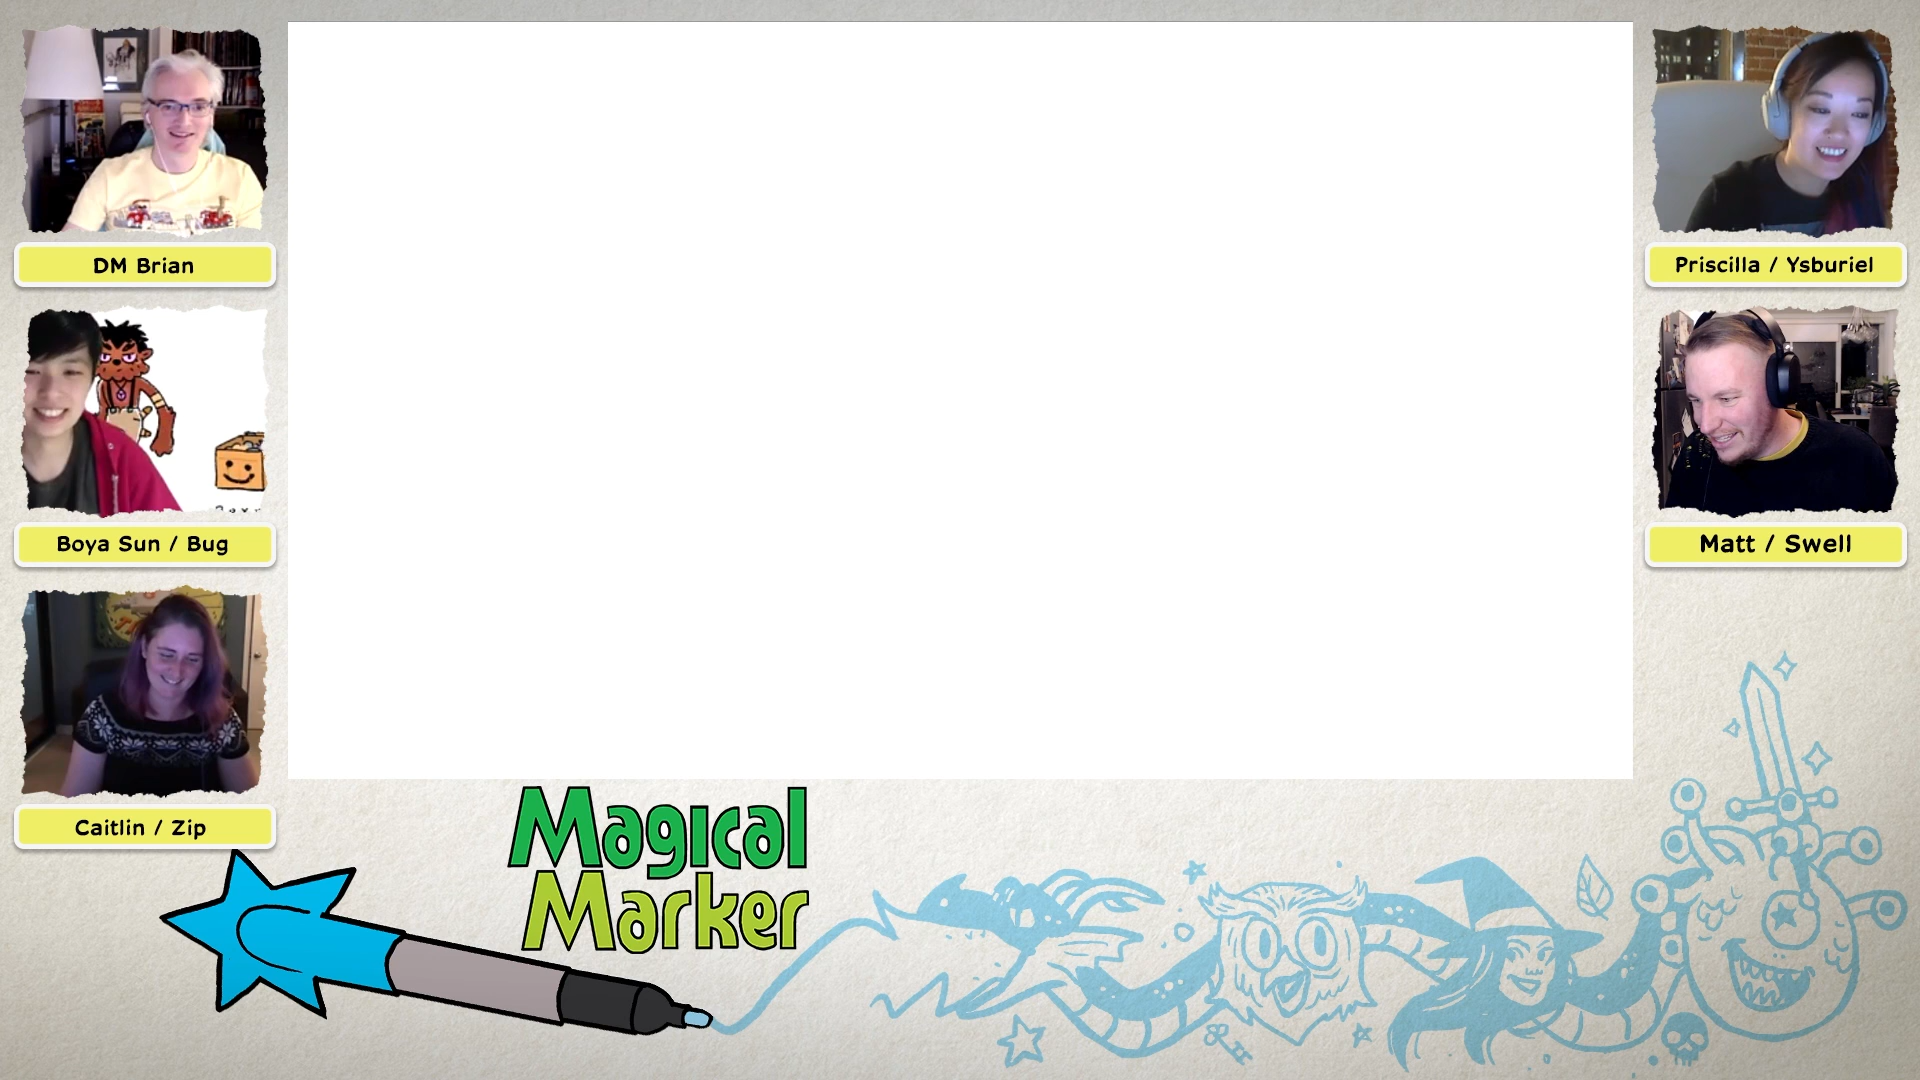 DM Brian
Priscilla / Ysburiel
Boya Sun / Bug
Matt / Swell
Caitlin / Zip
Magical
Marker